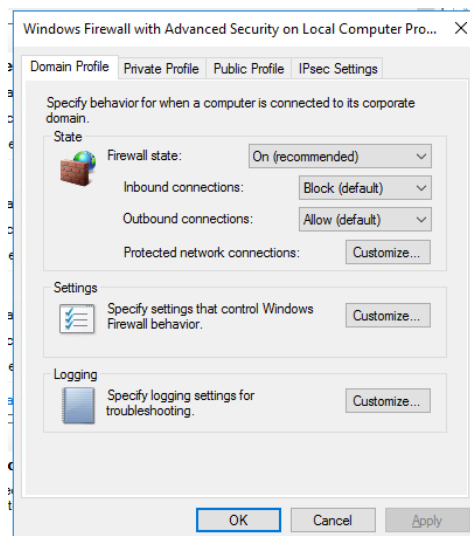 Windows Firewall with Advanced Security on Local Computer Pro...
Domain Profile Private Profile Public Profile IPsec Settings
Specify behavior for when a computer is connected to its corporate
domain.
State
Firewall state: On (recommended)
Inbound connections: Block (default)
Outbound connections: Allow (default)
Protected network connections: Customize...
Settings
Specify settings that control Windows
Firewall behavior.
Customize...
Logging
Specify logging settings for
troubleshooting.
Customize...
OK Cancel Apply